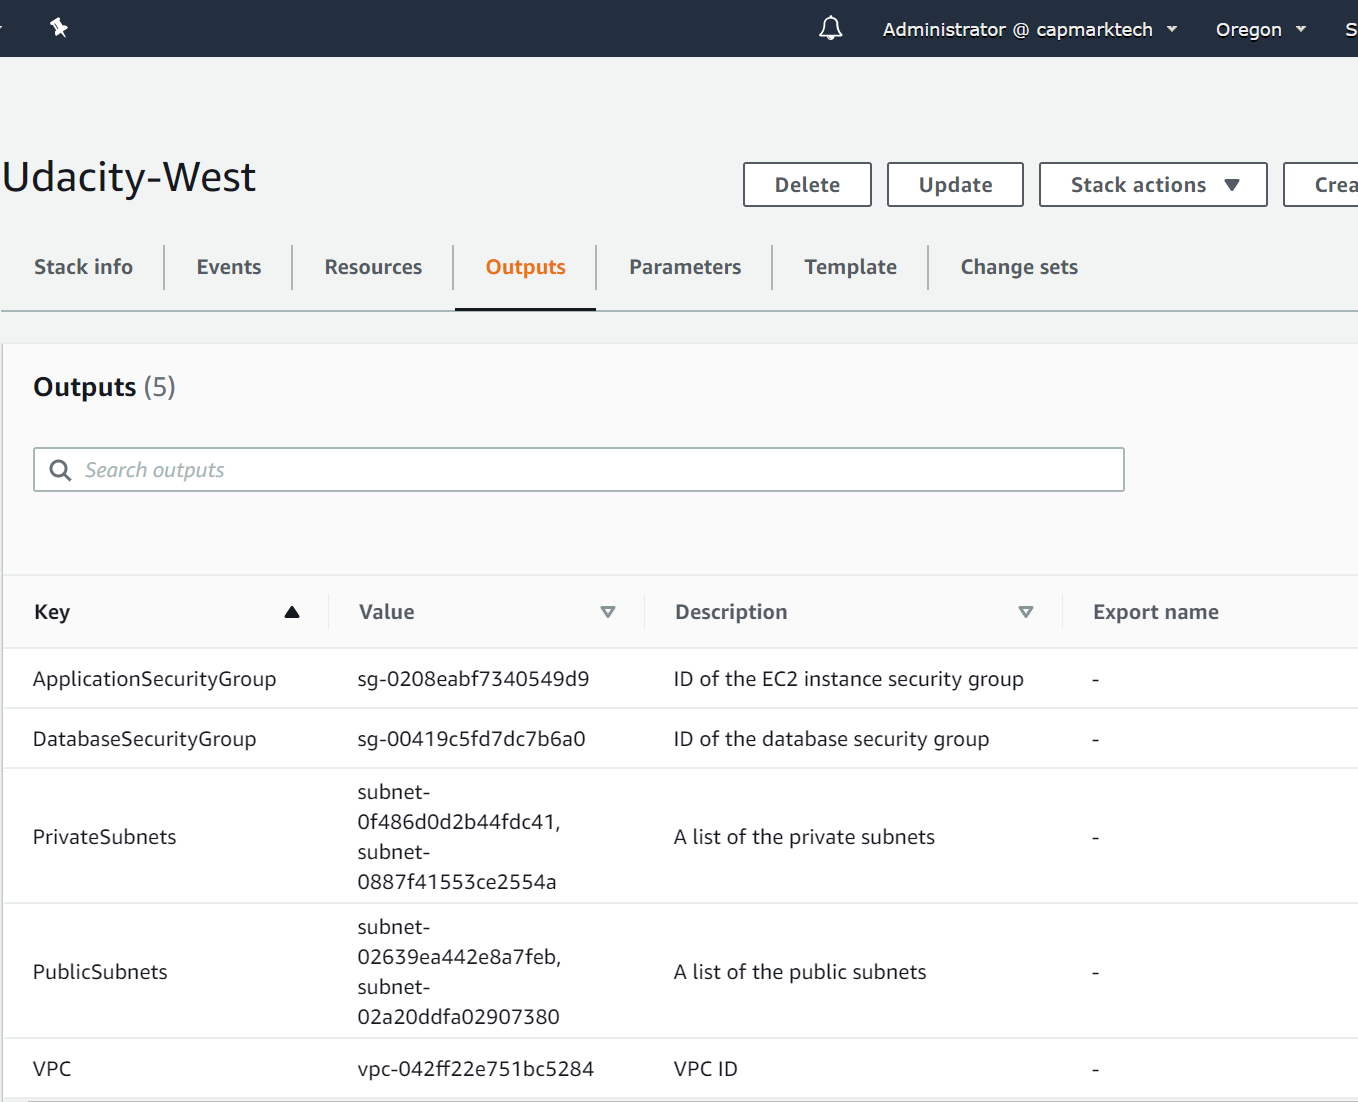 Administrator @ capmarktech Oregon S
Udacity-West
Delete Update Stack actions Crea
Stack info Events Resources Outputs Parameters Template Change sets
Outputs (5)
Search outputs
Key Value Description Export name
ApplicationSecurityGroup sg-0208eabf7340549d9 ID of the EC2 instance security group -
DatabaseSecurityGroup sg-00419c5fd7dc7b6a0 ID of the database security group -
subnet-
0f486d0d2b44fdc41,
PrivateSubnets A list of the private subnets -
subnet-
0887f41553ce2554a
subnet-
02639ea442e8a7feb,
PublicSubnets A list of the public subnets -
subnet-
02a20ddfa02907380
VPC vpc-042ff22e751bc5284 VPC ID -